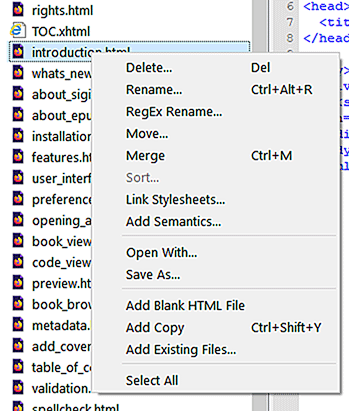 rights.html
TOC.xhtml
introduction.html
whats_new
about_sigi
about_epu
installation
features.ht
user_interf
preference
opening_a
book_view
code_view
preview.html
book_brow
metadata.
add_cover
table_of_c
validation.
spellcheck.html
Delete... Del
Rename... Ctrl+Alt+R
RegEx Rename...
Move...
Merge Ctrl+M
Sort...
Link Stylesheets...
Add Semantics...
Open With...
Save As...
Add Blank HTML File
Add Copy Ctrl+Shift+Y
Add Existing Files...
Select All
6 <head>
7 <tit
8 </head>